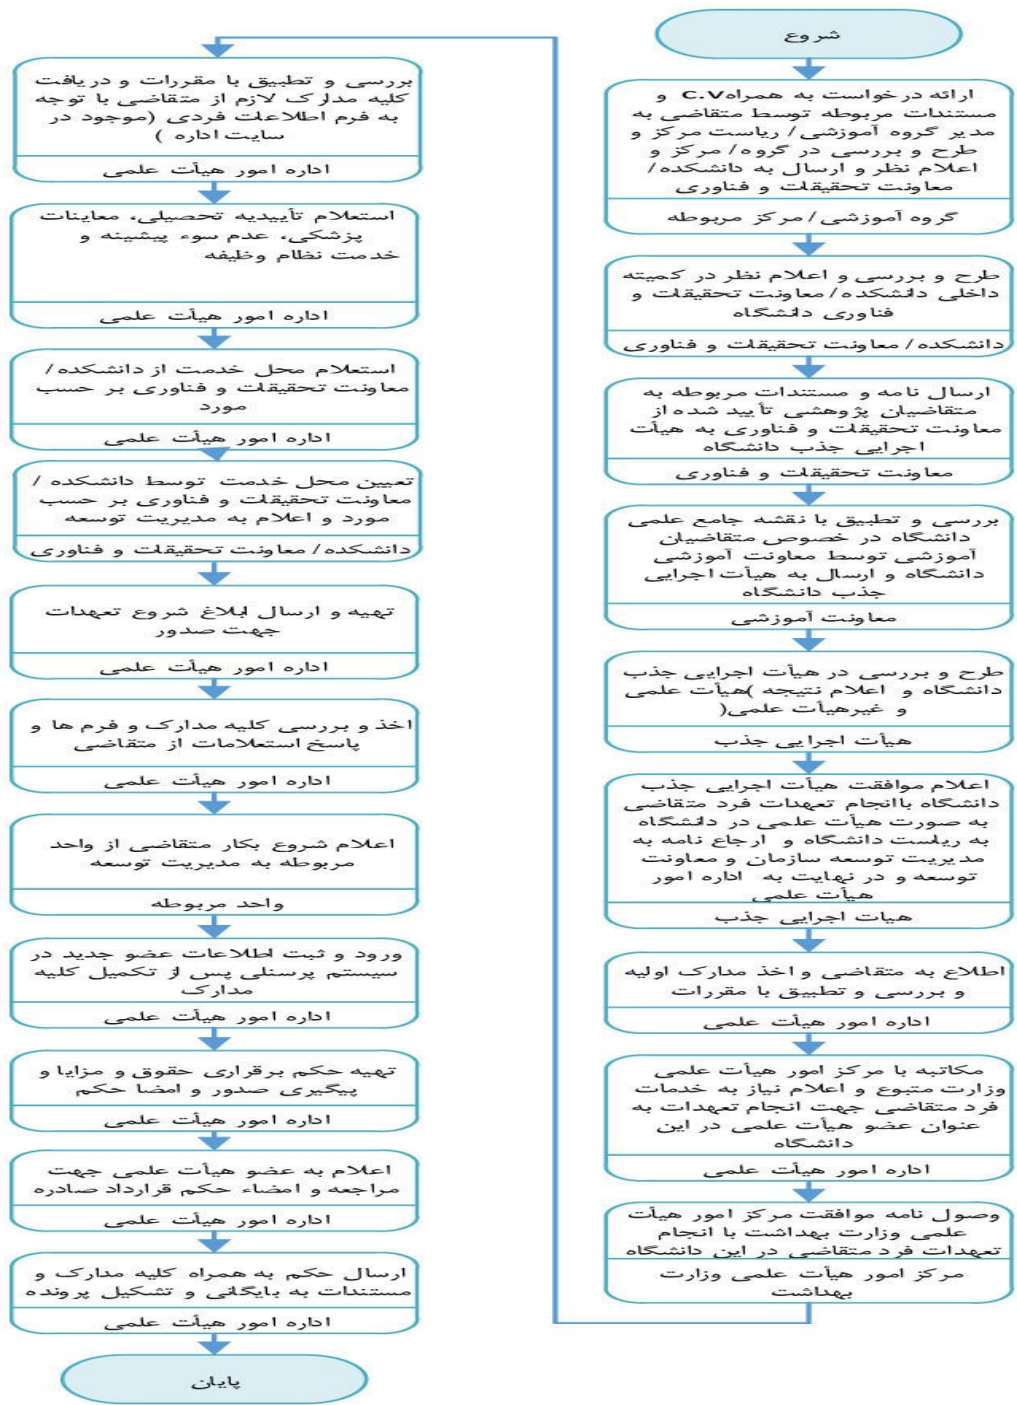 شروع
ارائه درخواست به همراه C.V و
مستندات مربوطه توسط متقاضی به
مدیر گروه آموزشی/ ریاست مرکز و
طرح و بررسی در گروه/ مرکز و
اعلام نظر و ارسال به دانشکده/
معاونت تحقیقات و فناوری
گروه آموزشی/ مرکز مربوطه
طرح و بررسی و اعلام نظر در کمیته
داخلی دانشکده/ معاونت تحقیقات و
فناوری دانشگاه
دانشکده/ معاونت تحقیقات و فناوری
ارسال نامه و مستندات مربوطه به
متقاضیان پژوهشی تأیید شده از
معاونت تحقیقات و فناوری به هیأت
اجرایی جذب دانشگاه
معاونت تحقیقات و فناوری
بررسی و تطبیق با نقشه جامع علمی
دانشگاه در خصوص متقاضیان
آموزشی توسط معاونت آموزشی
دانشگاه و ارسال به هیأت اجرایی
جذب دانشگاه
معاونت آموزشی
طرح و بررسی در هیأت اجرایی جذب
دانشگاه و اعلام نتیجه )هیأت علمی
و غیرهیأت علمی(
هیأت اجرایی جذب
اعلام موافقت هیأت اجرایی جذب
دانشگاه باانجام تعهدات فرد متقاضی
به صورت هیأت علمی در دانشگاه
به ریاست دانشگاه و ارجاع نامه به
مدیریت توسعه سازمان و معاونت
توسعه و در نهایت به اداره امور
هیأت علمی
هیات اجرایی جذب
اطلاع به متقاضی و اخذ مدارک اولیه
و بررسی و تطبیق با مقررات
اداره امور هیأت علمی
مکاتبه با مرکز امور هیأت علمی
وزارت متبوع و اعلام نیاز به خدمات
فرد متقاضی جهت انجام تعهدات به
عنوان عضو هیأت علمی در این
دانشگاه
اداره امور هیأت علمی
وصول نامه موافقت مرکز امور هیأت
علمی وزارت بهداشت با انجام
تعهدات فرد متقاضی در این دانشگاه
مرکز امور هیأت علمی وزارت
بهداشت
بررسی و تطبیق با مقررات و دریافت
کلیه مدارک لازم از متقاضی با توجه
به فرم اطلاعات فردی (موجود در
سایت اداره )
اداره امور هیأت علمی
استعلام تأییدیه تحصیلی، معاینات
پزشکی، عدم سوء پیشینه و
خدمت نظام وظیفه
اداره امور هیأت علمی
استعلام محل خدمت از دانشکده/
معاونت تحقیقات و فناوری بر حسب
مورد
اداره امور هیأت علمی
تعیین محل خدمت توسط دانشکده /
معاونت تحقیقات و فناوری بر حسب
مورد و اعلام به مدیریت توسعه
دانشکده/ معاونت تحقیقات و فناوری
تهیه و ارسال ابلاغ شروع تعهدات
جهت صدور
اداره امور هیأت علمی
اخذ و بررسی کلیه مدارک و فرم ها و
پاسخ استعلامات از متقاضی
اداره امور هیأت علمی
اعلام شروع بکار متقاضی از واحد
مربوطه به مدیریت توسعه
واحد مربوطه
ورود و ثبت اطلاعات عضو جدید در
سیستم پرسنلی پس از تکمیل کلیه
مدارک
اداره امور هیأت علمی
تهیه حکم برقراری حقوق و مزایا و
پیگیری صدور و امضا حکم
اداره امور هیأت علمی
اعلام به عضو هیأت علمی جهت
مراجعه و امضاء حکم قرارداد صادره
اداره امور هیأت علمی
ارسال حکم به همراه کلیه مدارک و
مستندات به بایگانی و تشکیل پرونده
اداره امور هیأت علمی
پایان